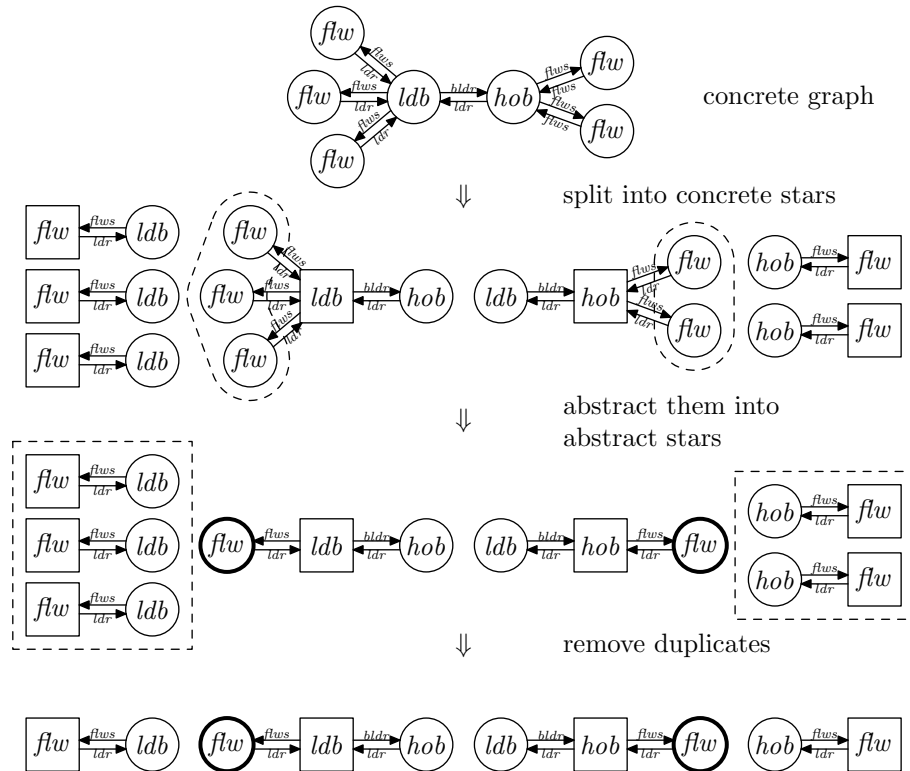 flw
flws
ldr
flw
flws
ldr
flw
flws
ldr
ldb
bldr
ldr
hob
flws
flws
flw
flws
flws
flw
concrete graph
⇓ split into concrete stars
flw flws ldr ldb
flw flws ldr ldb
flw flws ldr ldb
flw flws ldr
flw flws ldr ldb bldr ldr hob
flw flws ldr
ldb bldr ldr hob flws ldr flw
flws ldr flw
hob flws ldr flw
hob flws ldr flw
⇓ abstract them into
abstract stars
flw flws ldr ldb
flw flws ldr ldb
flw flws ldr ldb
flw flws ldr ldb bldr ldr hob
ldb bldr ldr hob flws ldr flw
hob flws ldr flw
hob flws ldr flw
⇓ remove duplicates
flw flws ldr ldb
flw flws ldr ldb bldr ldr hob
ldb bldr ldr hob flws ldr flw
hob flws ldr flw